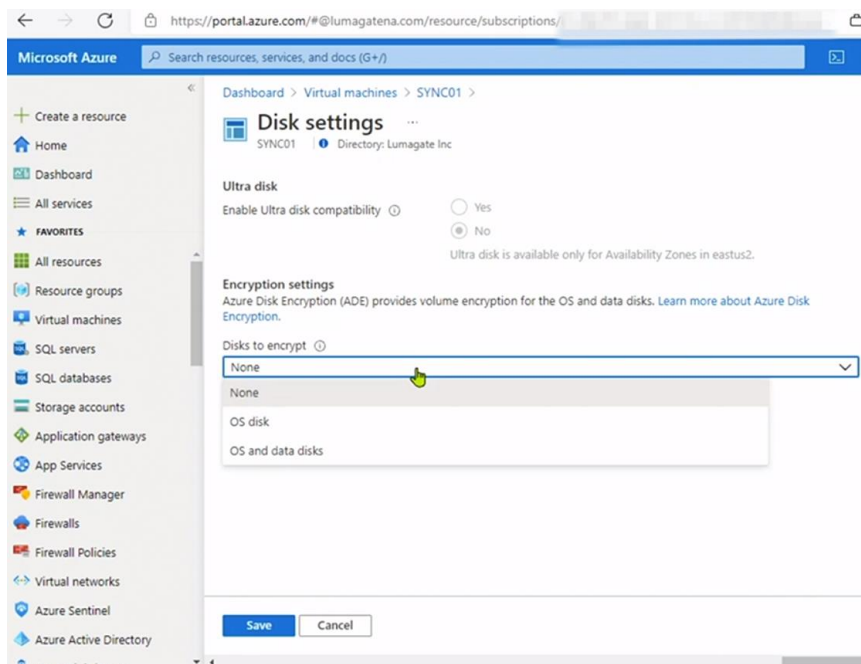 https://portal.azure.com/#@lumagatena.com/resource/subscriptions/
Microsoft Azure
Search resources, services, and docs (G+/)
Create a resource
Home
Dashboard
All services
FAVORITES
All resources
Resource groups
Virtual machines
SQL servers
SQL databases
Storage accounts
Application gateways
App Services
Firewall Manager
Firewalls
Firewall Policies
Virtual networks
Azure Sentinel
Azure Active Directory
Dashboard > Virtual machines > SYNC01 >
Disk settings ...
SYNC01 Directory: Lumagate Inc
Ultra disk
Enable Ultra disk compatibility
Yes
No
Ultra disk is available only for Availability Zones in eastus2.
Encryption settings
Azure Disk Encryption (ADE) provides volume encryption for the OS and data disks. Learn more about Azure Disk
Encryption.
Disks to encrypt
None
None
OS disk
OS and data disks
Save Cancel